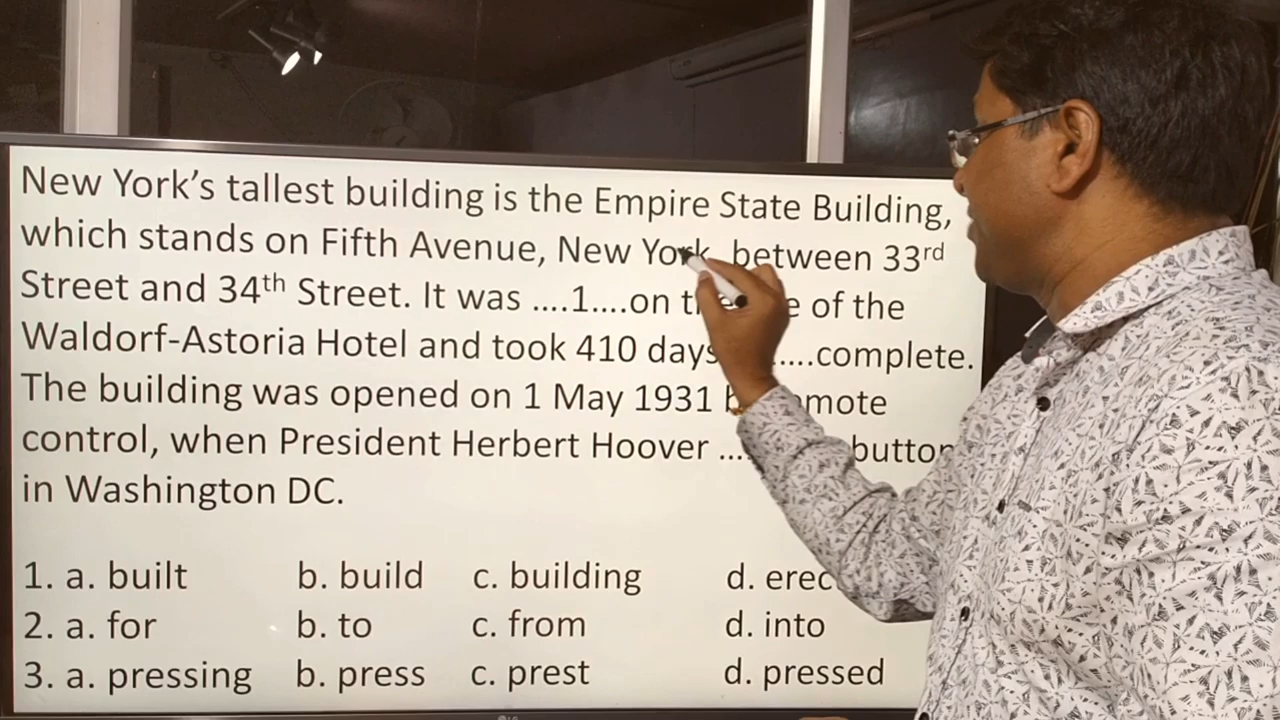 New York’s tallest building is the Empire State Building,
which stands on Fifth Avenue, New York, between 33rd
Street and 34th Street. It was ....1....on of the
Waldorf-Astoria Hotel and took 410 days ....complete.
The building was opened on 1 May 1931
control, when President Herbert Hoover ... button
in Washington DC.
1. a. built b. build c. building d.
2. a. for b. to c. from d. into
3. a. pressing b. press c. prest d. pressed
LG